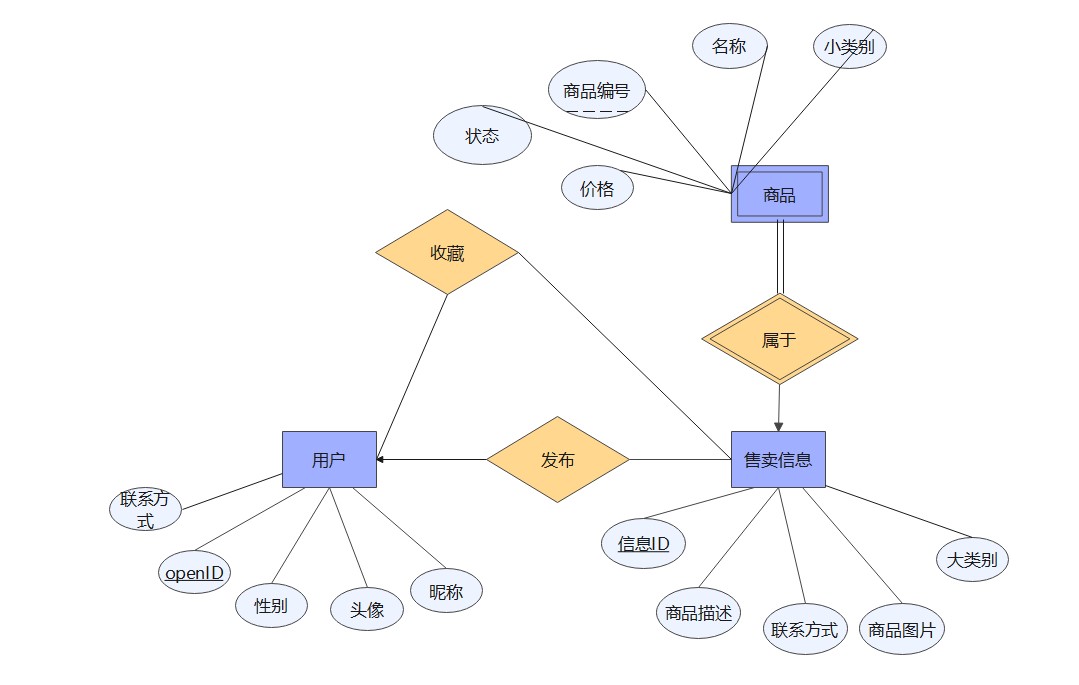 名称
小类别
商品编号
状态
价格
商品
收藏
属于
用户
发布
售卖信息
联系方
式
openID
性别
头像
昵称
信息ID
大类别
商品描述
联系方式
商品图片